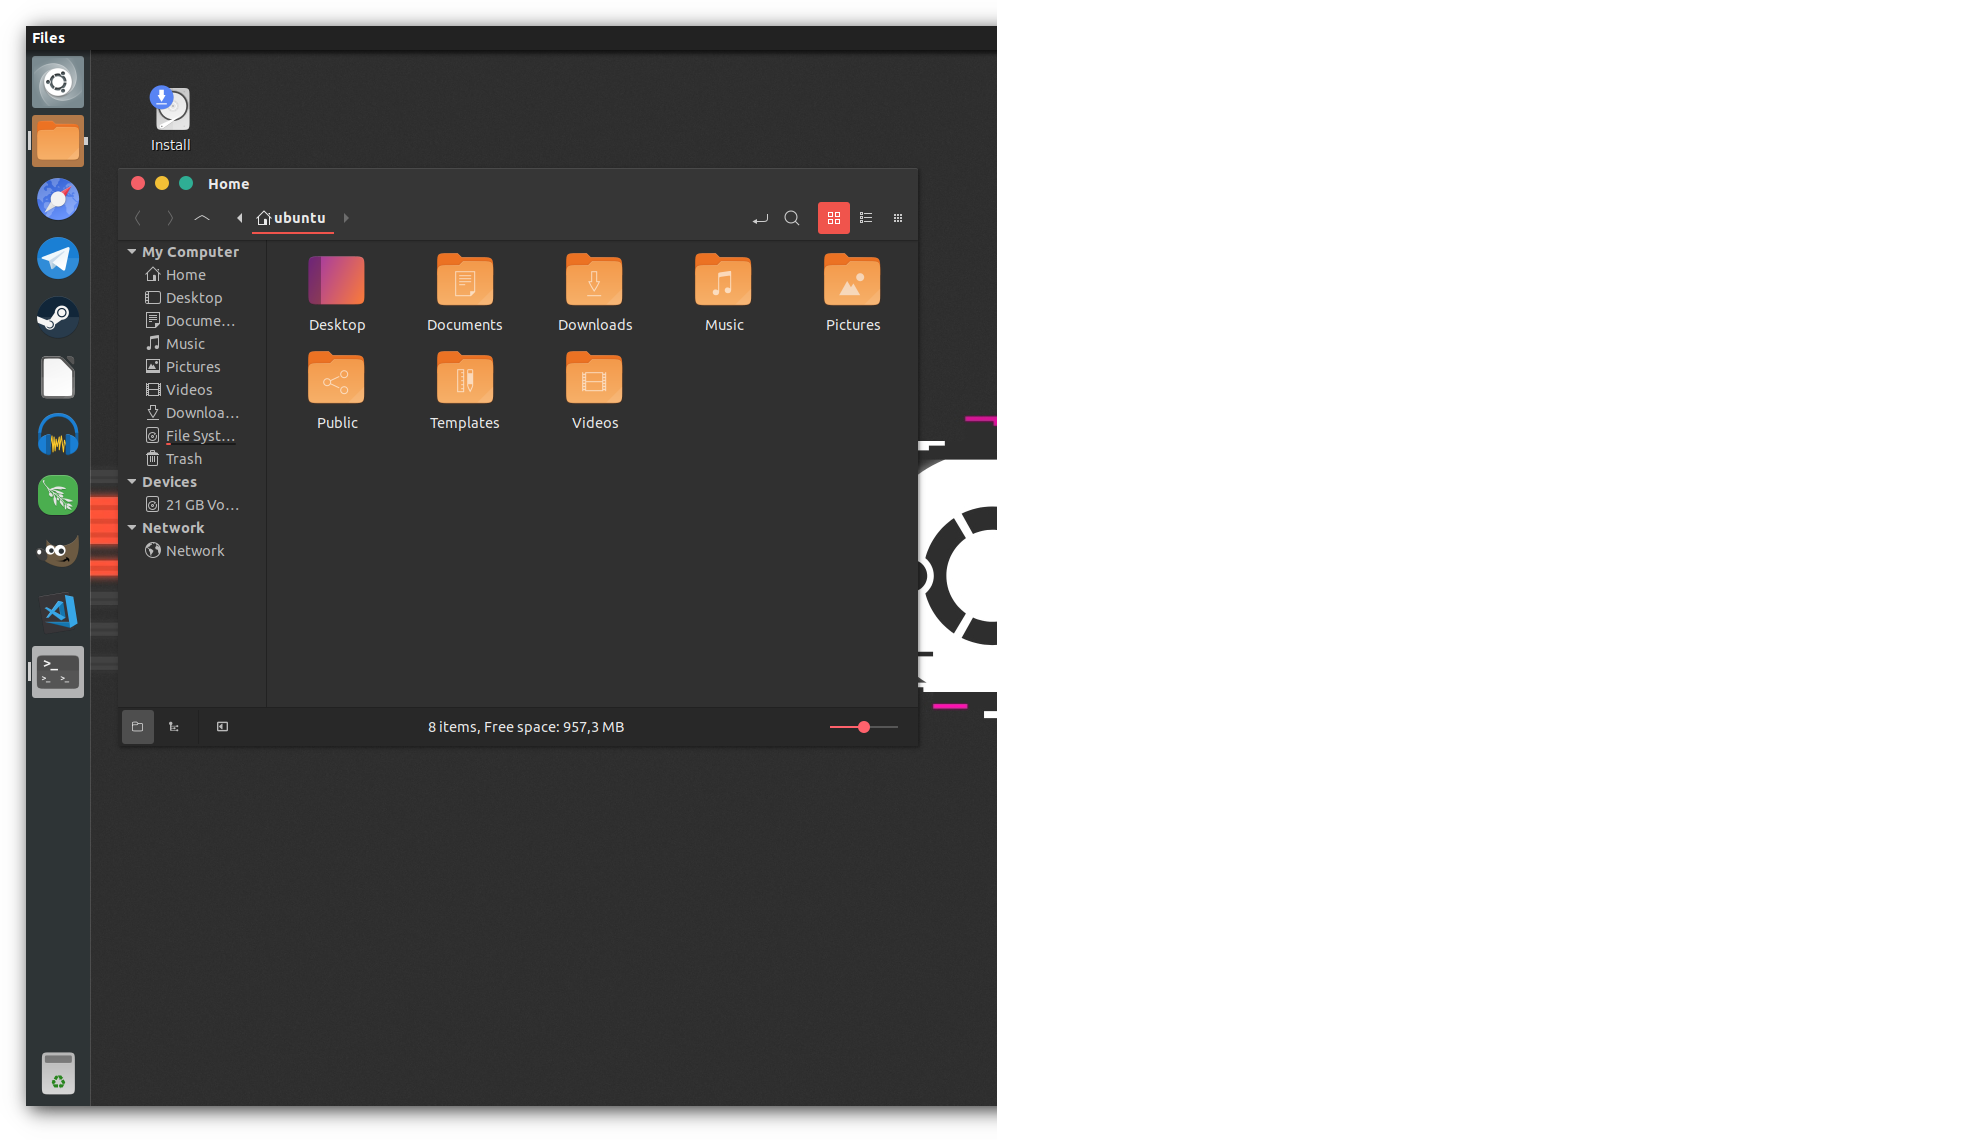 Files
Install
Home
ubuntu
My Computer
Home
Desktop
Docume...
Music
Pictures
Videos
Downloa...
File Syst...
Trash
Devices
21 GB Vo...
Network
Network
Desktop
Documents
Downloads
Music
Pictures
Public
Templates
Videos
8 items, Free space: 957,3 MB